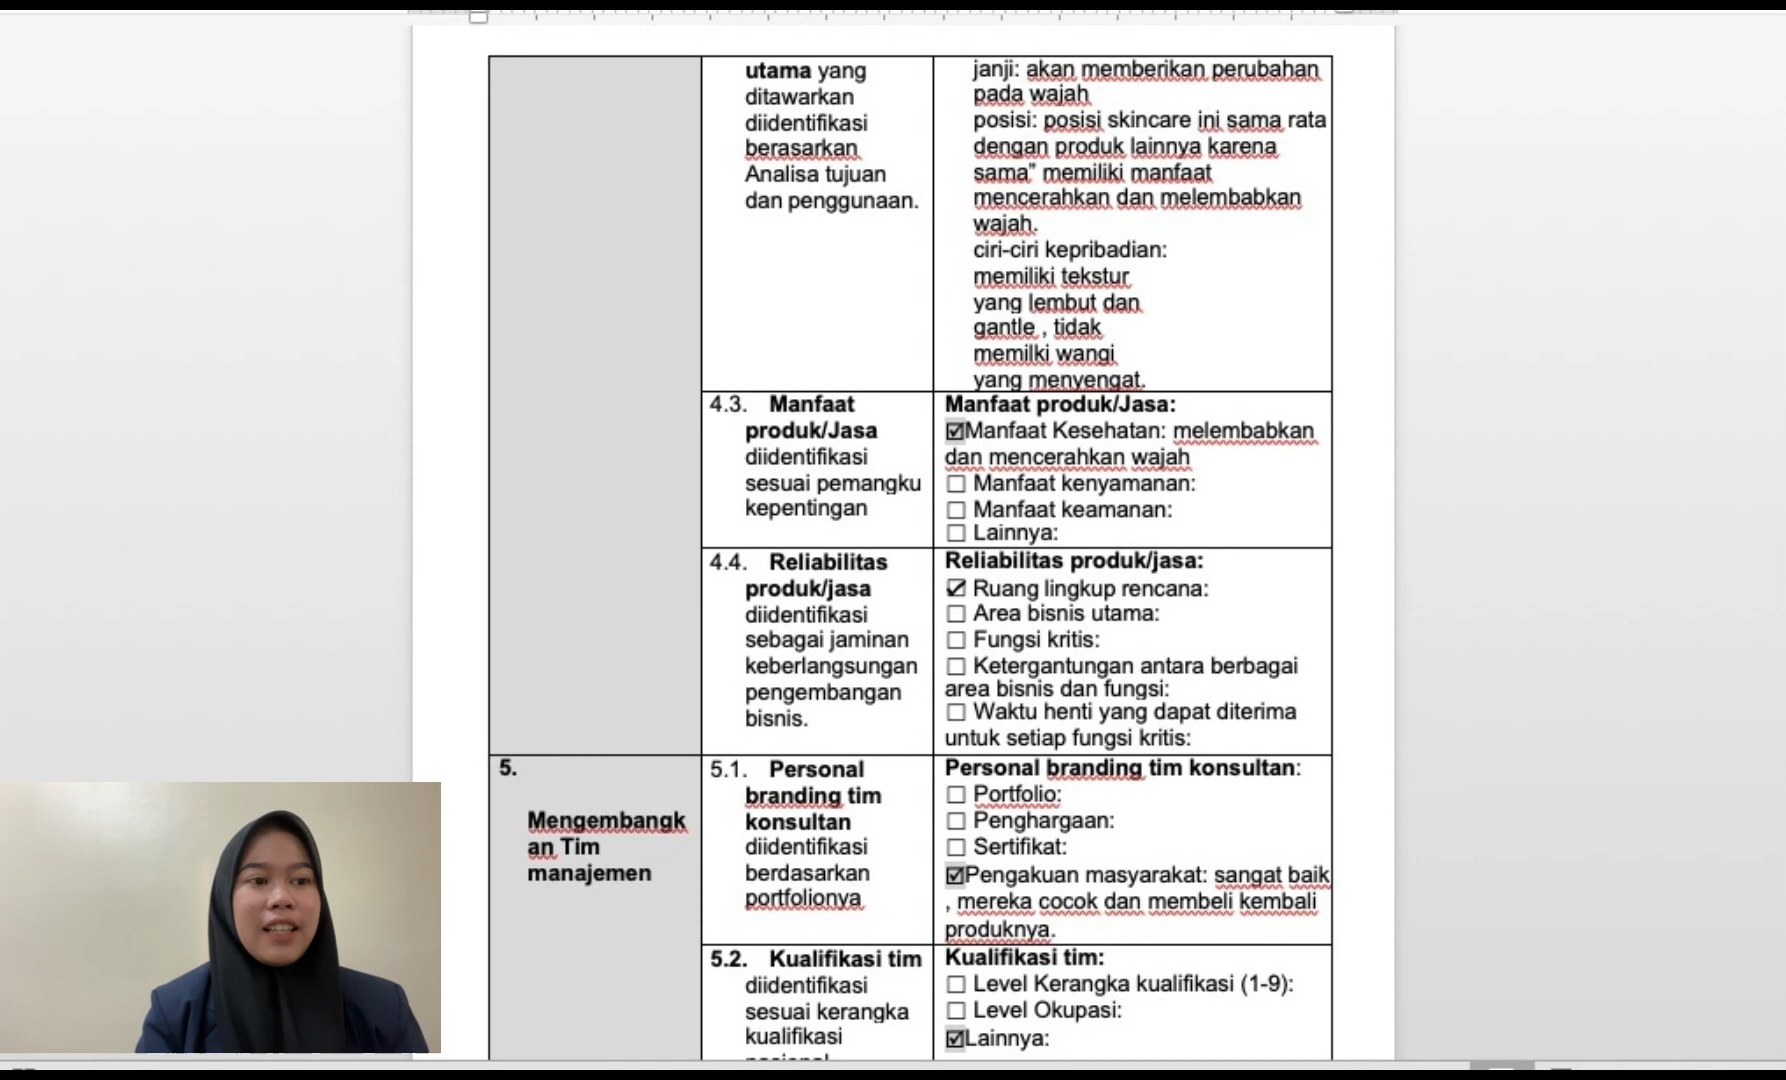 utama yang
ditawarkan
diidentifikasi
berasarkan
Analisa tujuan
dan penggunaan.
janji: akan memberikan perubahan
pada wajah
posisi: posisi skincare ini sama rata
dengan produk lainnya karena
sama” memiliki manfaat
mencerahkan dan melembabkan
wajah.
ciri-ciri kepribadian:
memiliki tekstur
yang lembut dan
gantle , tidak
memilki wangi
yang menyengat.
4.3. Manfaat
produk/Jasa
diidentifikasi
sesuai pemangku
kepentingan
Manfaat produk/Jasa:
☑Manfaat Kesehatan: melembabkan
dan mencerahkan wajah
☐ Manfaat kenyamanan:
☐ Manfaat keamanan:
☐ Lainnya:
4.4. Reliabilitas
produk/jasa
diidentifikasi
sebagai jaminan
keberlangsungan
pengembangan
bisnis.
Reliabilitas produk/jasa:
☑ Ruang lingkup rencana:
☐ Area bisnis utama:
☐ Fungsi kritis:
☐ Ketergantungan antara berbagai
area bisnis dan fungsi:
☐ Waktu henti yang dapat diterima
untuk setiap fungsi kritis:
5.
Mengembangk
an Tim
manajemen
5.1. Personal
branding tim
konsultan
diidentifikasi
berdasarkan
portfolionya
Personal branding tim konsultan:
☐ Portfolio:
☐ Penghargaan:
☐ Sertifikat:
☑Pengakuan masyarakat: sangat baik
, mereka cocok dan membeli kembali
produknya.
5.2. Kualifikasi tim
diidentifikasi
sesuai kerangka
kualifikasi
Kualifikasi tim:
☐ Level Kerangka kualifikasi (1-9):
☐ Level Okupasi:
☑Lainnya: